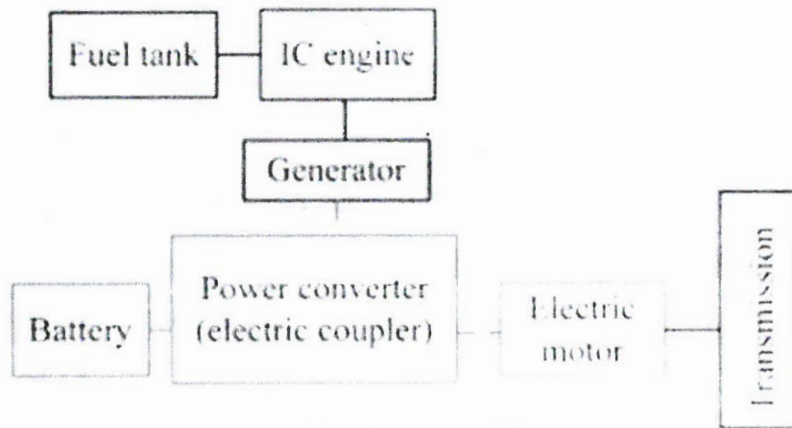 Fuel tank
IC engine
Generator
Power converter
(electric coupler)
Battery
Electric
motor
Transmission